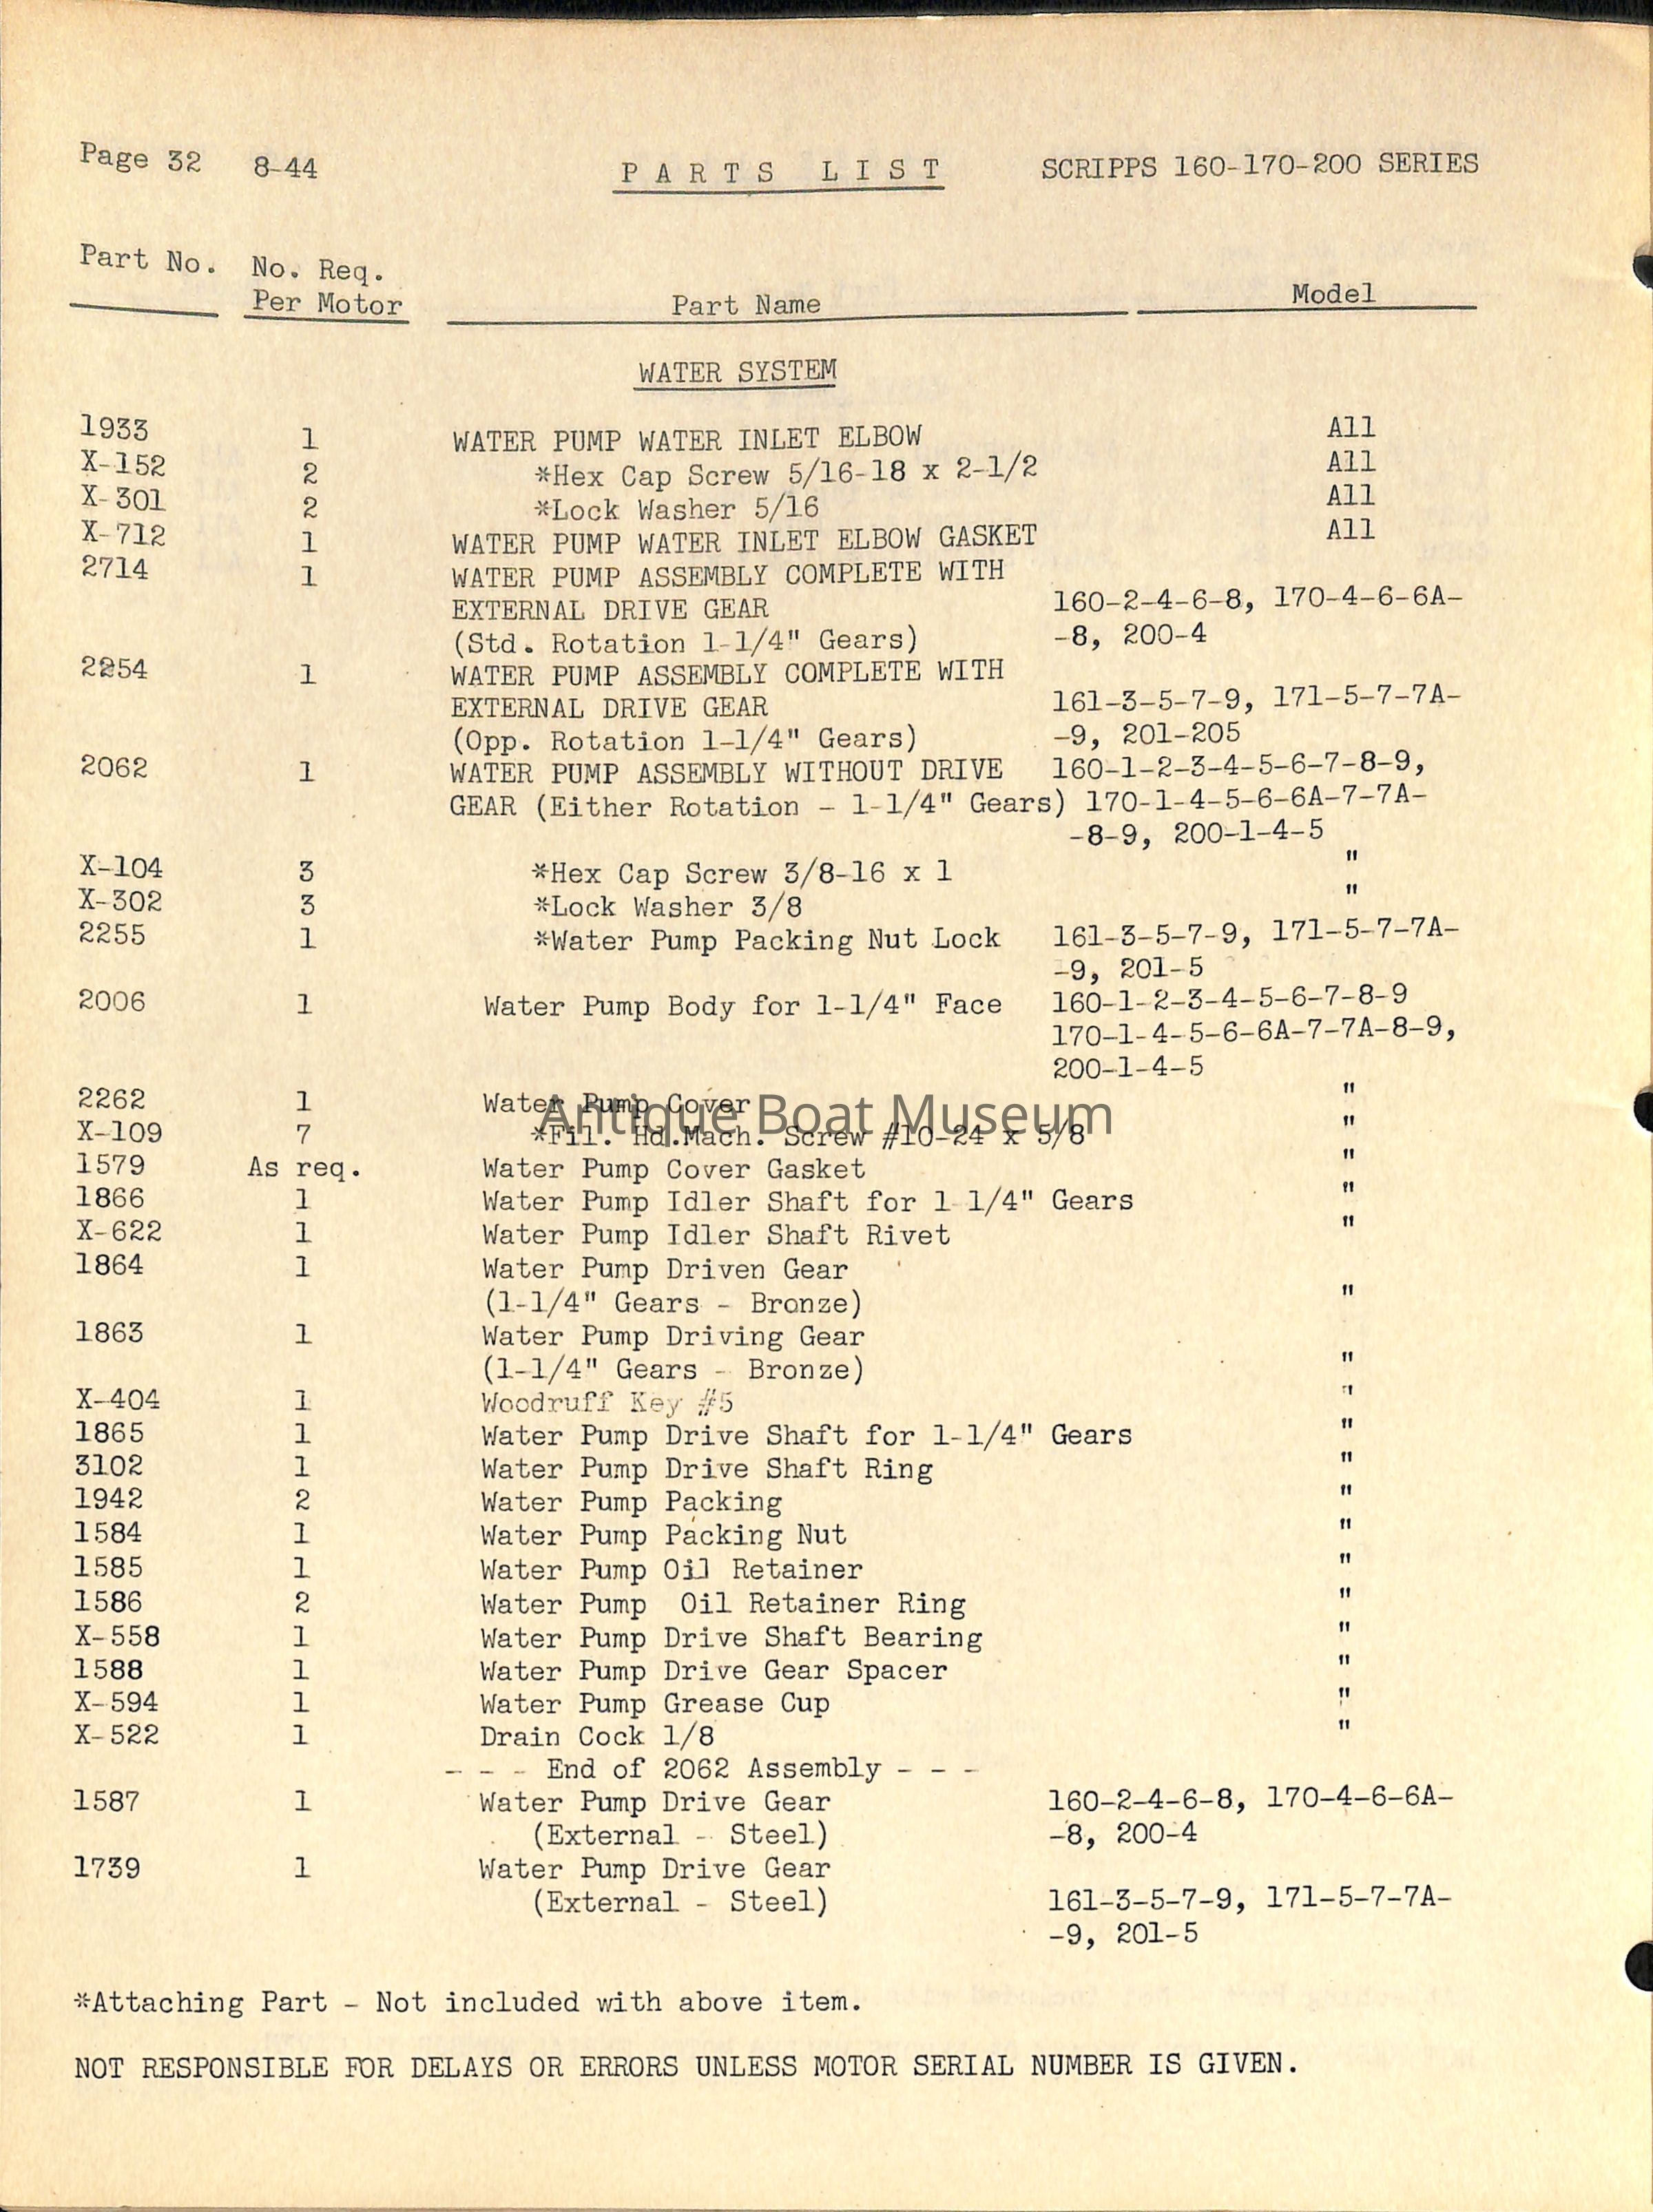 Page 32 8-44 PARTS LIST SCRIPPS 160-170-200 SERIES
Part No. No. Req.
Per Motor Part Name Model
WATER SYSTEM
1933 1 WATER PUMP WATER INLET ELBOW All
X-152 2 *Hex Cap Screw 5/16-18 x 2-1/2 All
X-301 2 *Lock Washer 5/16 All
X-712 1 WATER PUMP WATER INLET ELBOW GASKET All
2714 1 WATER PUMP ASSEMBLY COMPLETE WITH
EXTERNAL DRIVE GEAR 160-2-4-6-8, 170-4-6-6A-
(Std. Rotation 1-1/4" Gears) -8, 200-4
2254 1 WATER PUMP ASSEMBLY COMPLETE WITH
EXTERNAL DRIVE GEAR 161-3-5-7-9, 171-5-7-7A-
(Opp. Rotation 1-1/4" Gears) -9, 201-205
2062 1 WATER PUMP ASSEMBLY WITHOUT DRIVE 160-1-2-3-4-5-6-7-8-9,
GEAR (Either Rotation - 1-1/4" Gears) 170-1-4-5-6-6A-7-7A-
-8-9, 200-1-4-5
X-104 3 *Hex Cap Screw 3/8-16 x 1 "
X-302 3 *Lock Washer 3/8 "
2255 1 *Water Pump Packing Nut Lock 161-3-5-7-9, 171-5-7-7A-
-9, 201-5
2006 1 Water Pump Body for 1-1/4" Face 160-1-2-3-4-5-6-7-8-9
170-1-4-5-6-6A-7-7A-8-9,
200-1-4-5
2262 1 Water Pump Cover "
Antique Boat Museum
X-109 7 *Fil. Hd.Mach. Screw #10-24 x 5/8 "
1579 As req. Water Pump Cover Gasket "
1866 1 Water Pump Idler Shaft for 1 1/4" Gears "
X-622 1 Water Pump Idler Shaft Rivet "
1864 1 Water Pump Driven Gear
(1-1/4" Gears - Bronze) "
1863 1 Water Pump Driving Gear
(1-1/4" Gears - Bronze) "
X-404 1 Woodruff Key #5 "
1865 1 Water Pump Drive Shaft for 1-1/4" Gears "
3102 1 Water Pump Drive Shaft Ring "
1942 2 Water Pump Packing "
1584 1 Water Pump Packing Nut "
1585 1 Water Pump Oil Retainer "
1586 2 Water Pump Oil Retainer Ring "
X-558 1 Water Pump Drive Shaft Bearing "
1588 1 Water Pump Drive Gear Spacer "
X-594 1 Water Pump Grease Cup "
X-522 1 Drain Cock 1/8 "
- - - End of 2062 Assembly - - -
1587 1 Water Pump Drive Gear 160-2-4-6-8, 170-4-6-6A-
(External - Steel) -8, 200-4
1739 1 Water Pump Drive Gear
(External - Steel) 161-3-5-7-9, 171-5-7-7A-
-9, 201-5
*Attaching Part - Not included with above item.
NOT RESPONSIBLE FOR DELAYS OR ERRORS UNLESS MOTOR SERIAL NUMBER IS GIVEN.